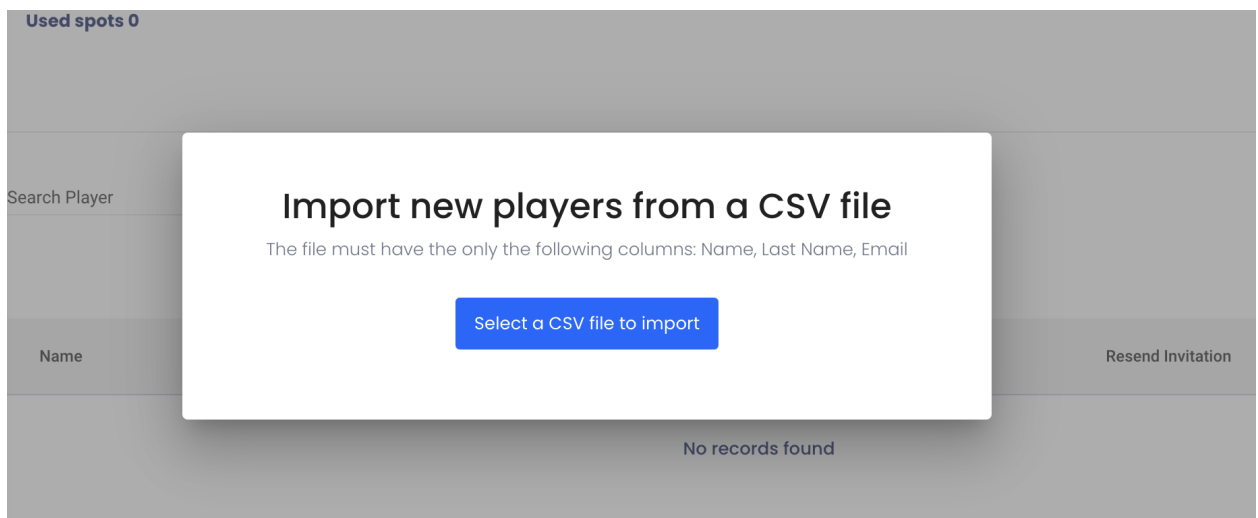 Used spots 0
Search Player
Import new players from a CSV file
The file must have the only the following columns: Name, Last Name, Email
Select a CSV file to import
Name
Resend Invitation
No records found